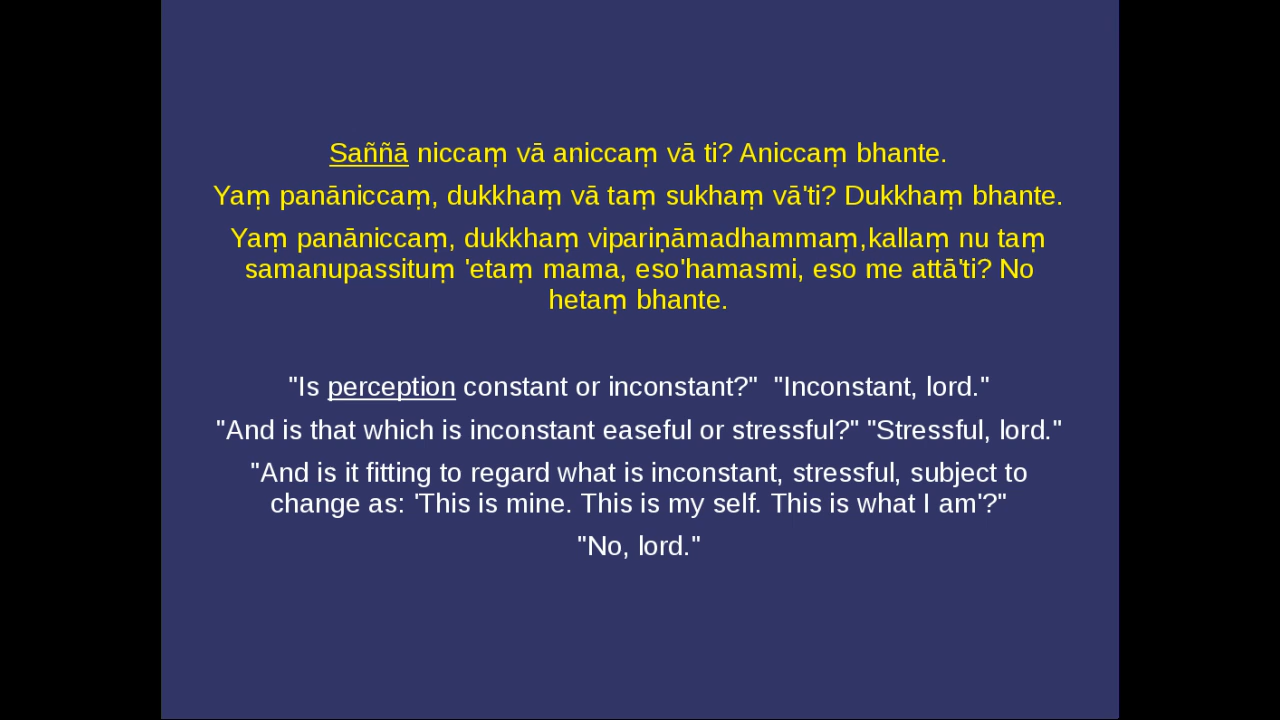 Saññā niccaṃ vā aniccaṃ vā ti? Aniccaṃ bhante.
Yaṃ panāniccaṃ, dukkhaṃ vā taṃ sukhaṃ vā'ti? Dukkhaṃ bhante.
Yaṃ panāniccaṃ, dukkhaṃ vipariṇāmadhammaṃ,kallaṃ nu taṃ
samanupassituṃ 'etaṃ mama, eso'hamasmi, eso me attā'ti? No
hetaṃ bhante.
"Is perception constant or inconstant?"  "Inconstant, lord."
"And is that which is inconstant easeful or stressful?" "Stressful, lord."
"And is it fitting to regard what is inconstant, stressful, subject to
change as: 'This is mine. This is my self. This is what I am'?"
"No, lord."